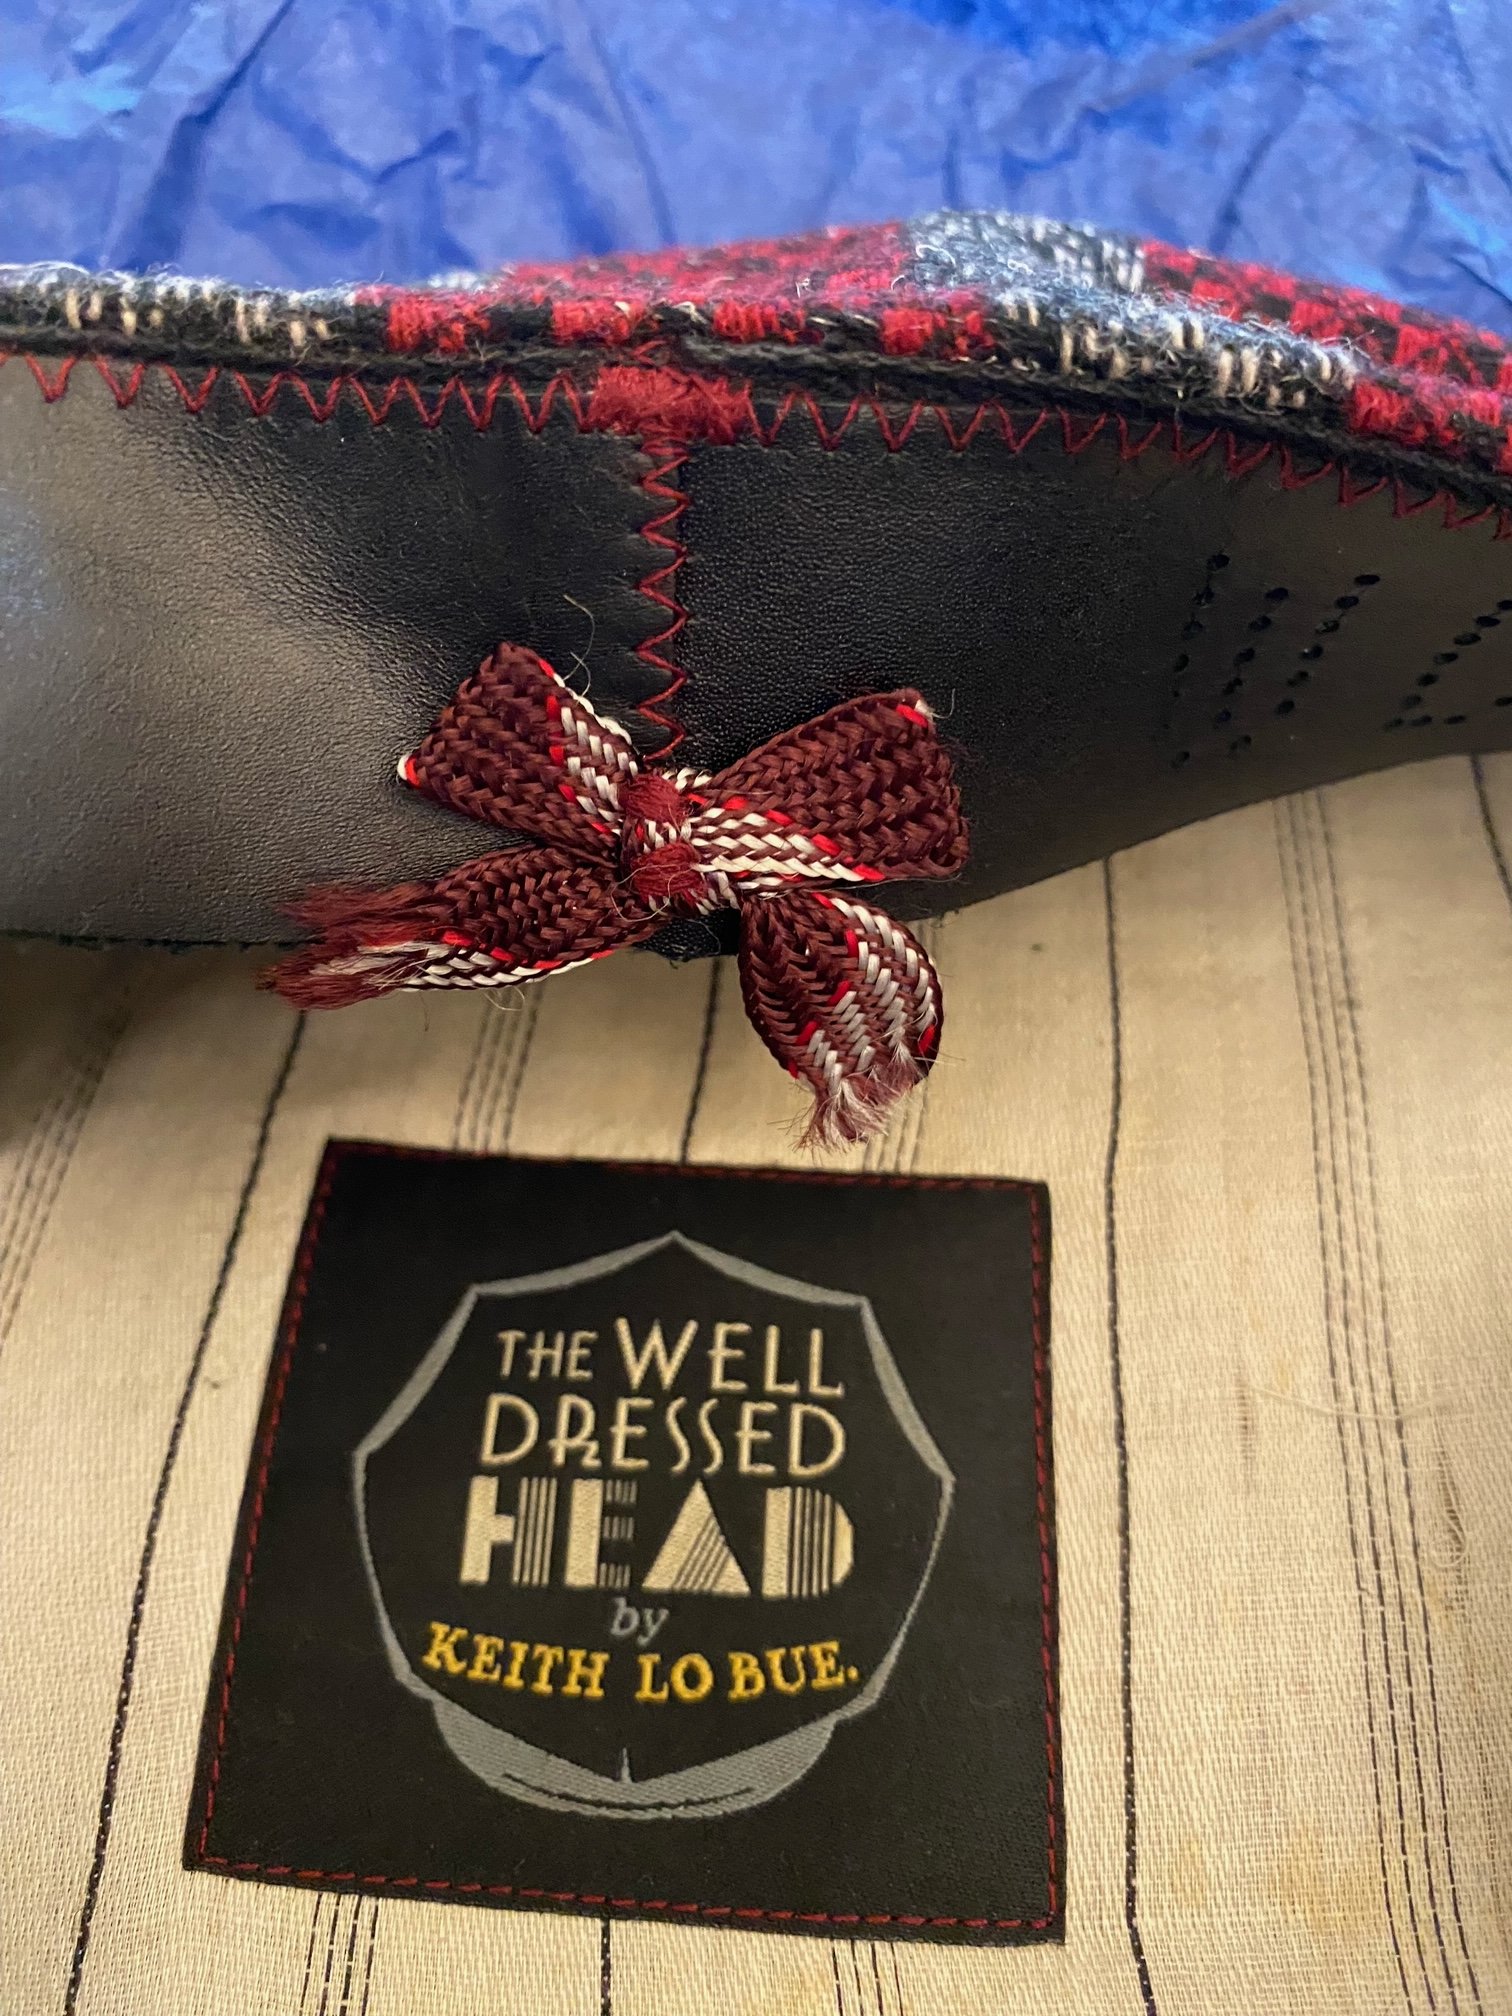 THE WELL
DRESSED
HEAD
by
KEITH LO BUE.